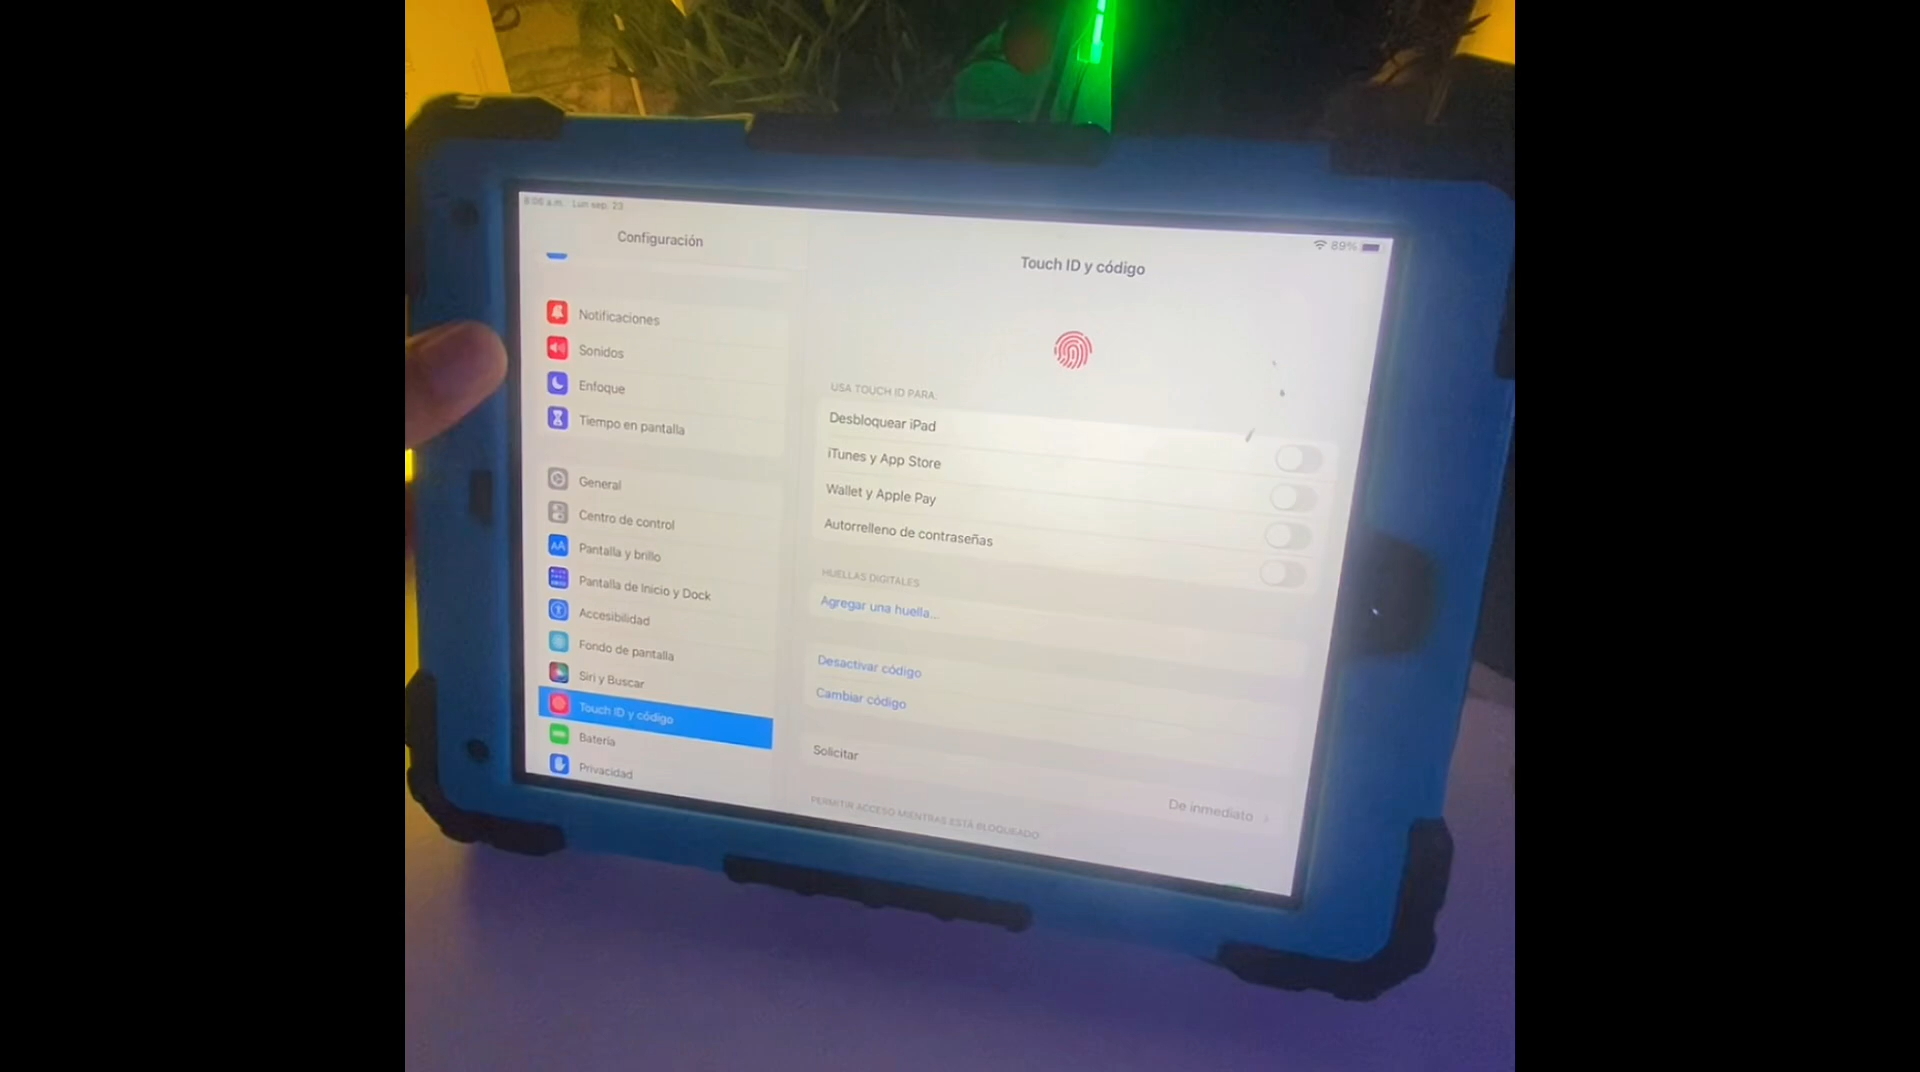 8:06 a.m. Lun sep. 23
89%
Configuración
Notificaciones
Sonidos
Enfoque
Tiempo en pantalla
General
Centro de control
AA Pantalla y brillo
Pantalla de Inicio y Dock
Accesibilidad
Fondo de pantalla
Siri y Buscar
Touch ID y código
Batería
Privacidad
Touch ID y código
USA TOUCH ID PARA:
Desbloquear iPad
iTunes y App Store
Wallet y Apple Pay
Autorrelleno de contraseñas
HUELLAS DIGITALES
Agregar una huella...
Desactivar código
Cambiar código
Solicitar
De inmediato
PERMITIR ACCESO MIENTRAS ESTÁ BLOQUEADO: